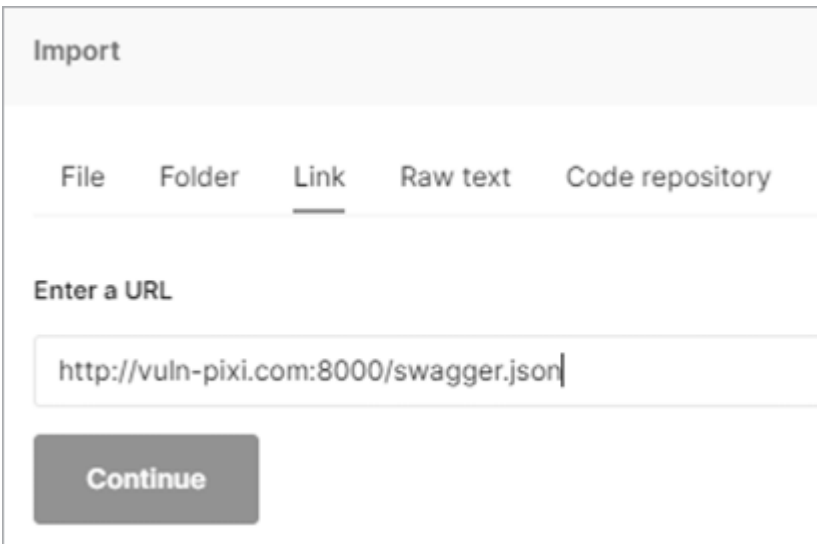 Import
File Folder Link Raw text Code repository
Enter a URL
http://vuln-pixi.com:8000/swagger.json
Continue